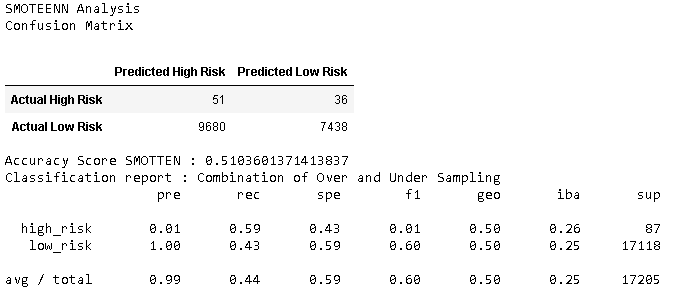 SMOTEENN Analysis
Confusion Matrix
Predicted High Risk Predicted Low Risk
Actual High Risk 51 36
Actual Low Risk 9680 7438
Accuracy Score SMOTTEN : 0.5103601371413837
Classification report : Combination of Over and Under Sampling
pre rec spe f1 geo iba sup
high_risk 0.01 0.59 0.43 0.01 0.50 0.26 87
low_risk 1.00 0.43 0.59 0.60 0.50 0.25 17118
avg / total 0.99 0.44 0.59 0.60 0.50 0.25 17205